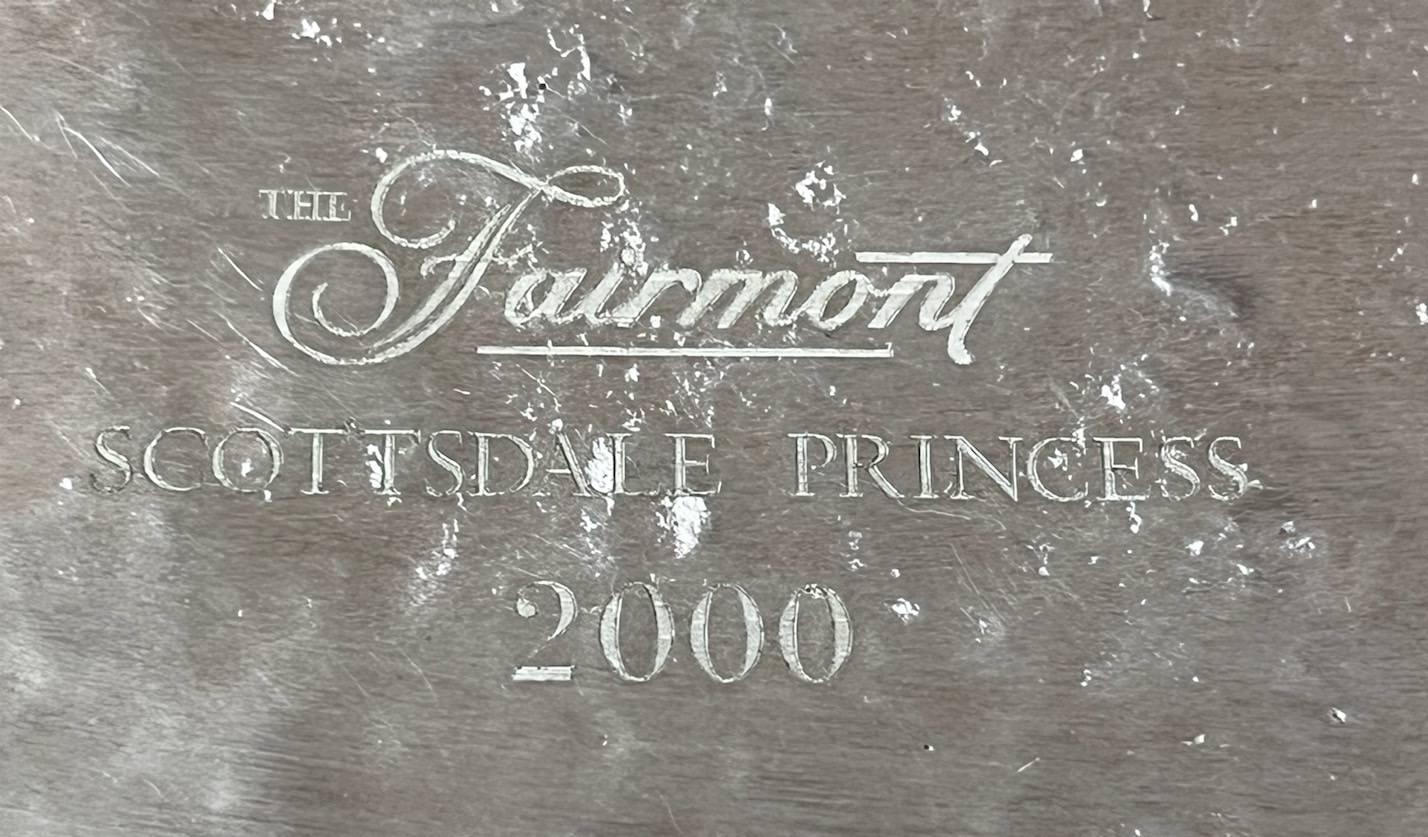 THE Fairmont
SCOTTSDALE PRINCESS
2000